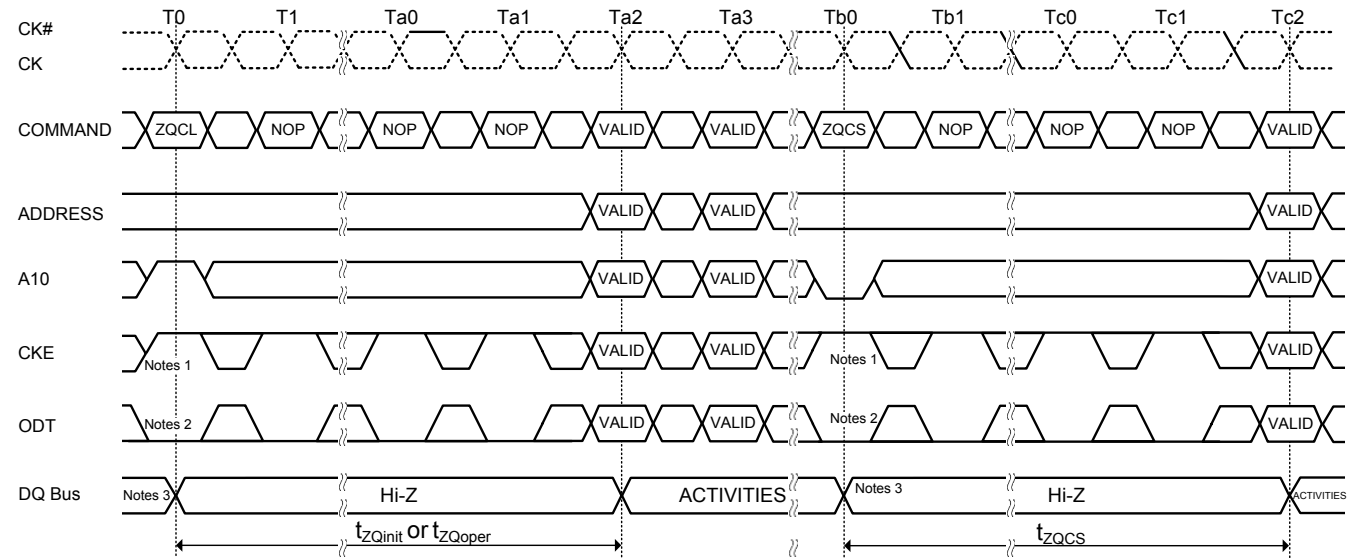 T0 T1 Ta0 Ta1 Ta2 Ta3 Tb0 Tb1 Tc0 Tc1 Tc2
CK#
CK
COMMAND ZQCL NOP NOP NOP VALID VALID ZQCS NOP NOP NOP VALID
ADDRESS VALID VALID VALID
A10 VALID VALID VALID
CKE Notes 1 VALID VALID Notes 1 VALID
ODT Notes 2 VALID VALID Notes 2 VALID
DQ Bus Notes 3 Hi-Z ACTIVITIES Notes 3 Hi-Z ACTIVITIES
tZQinit or tZQoper tZQCS